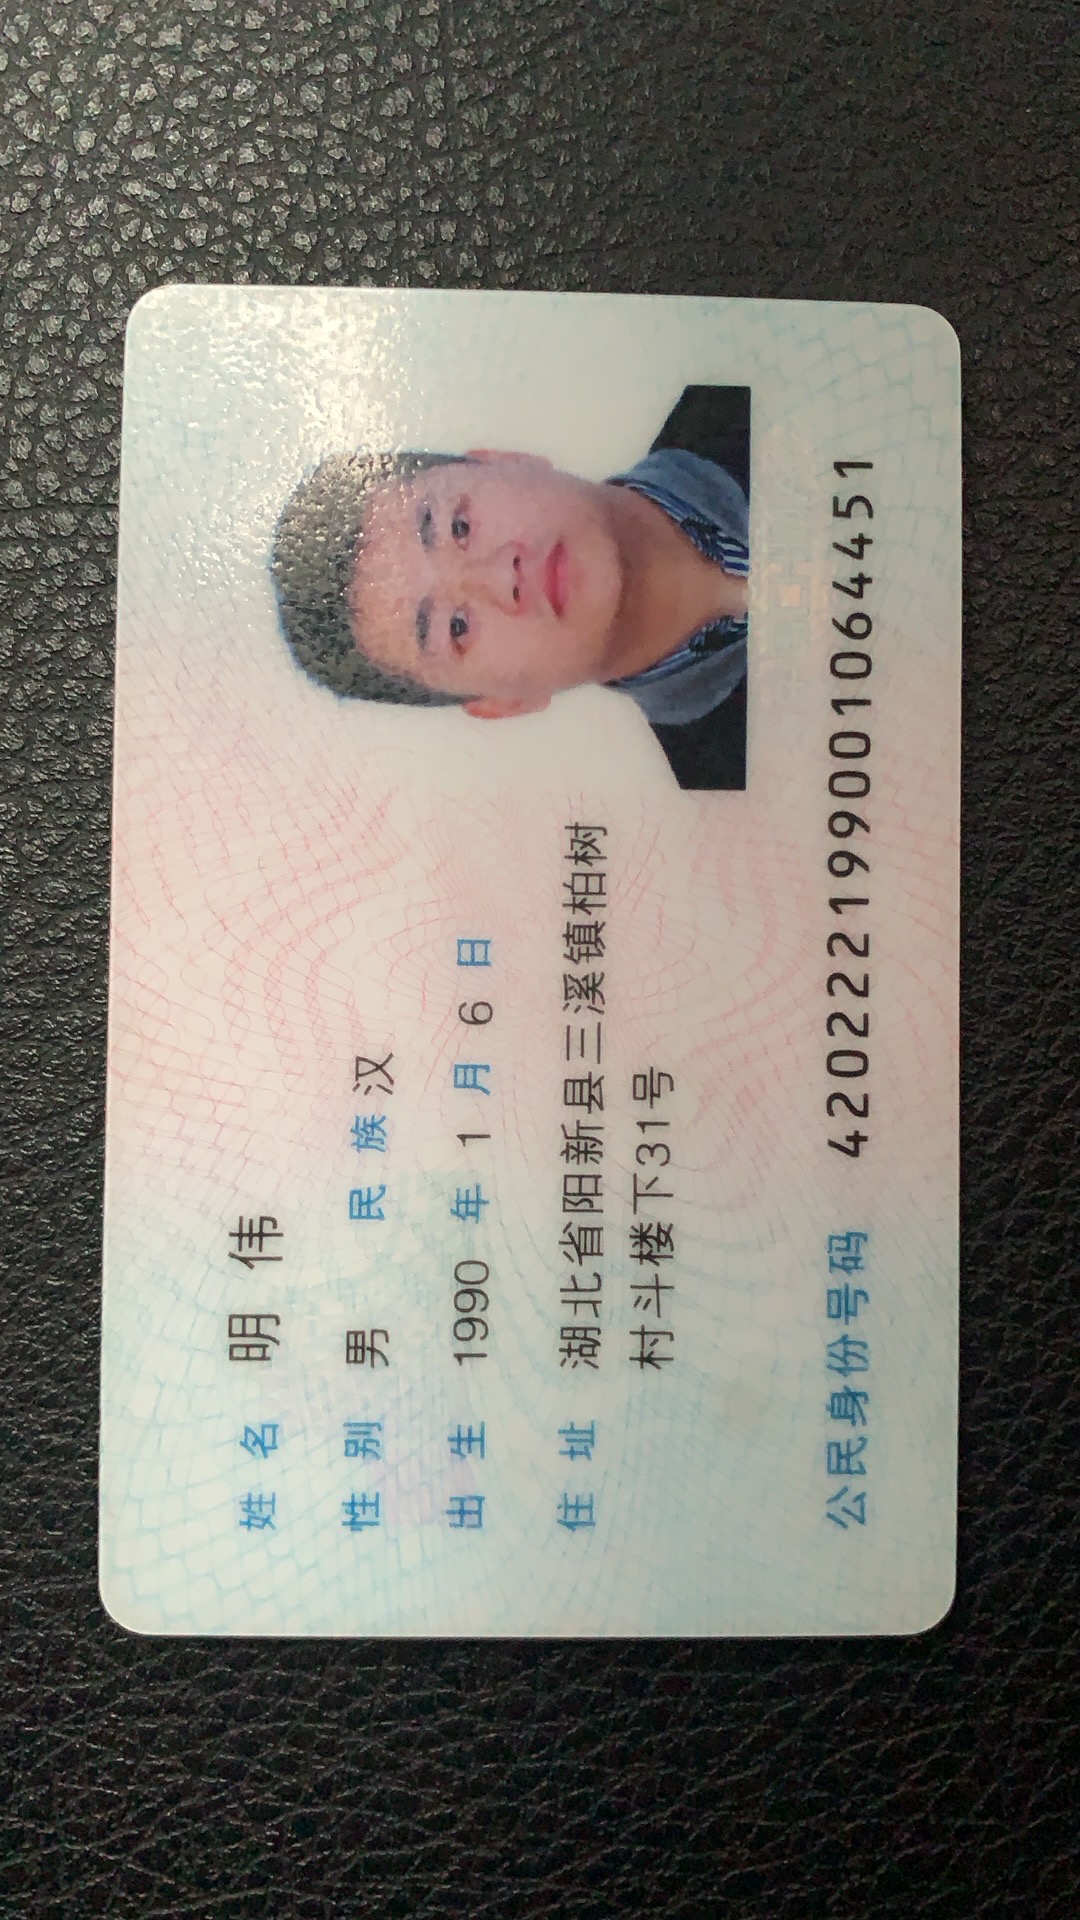 姓名 明伟
性别 男 民族 汉
出生 1990 年 1 月 6 日
住址 湖北省阳新县三溪镇柏树
村斗楼下31号
公民身份号码 420222199001064451